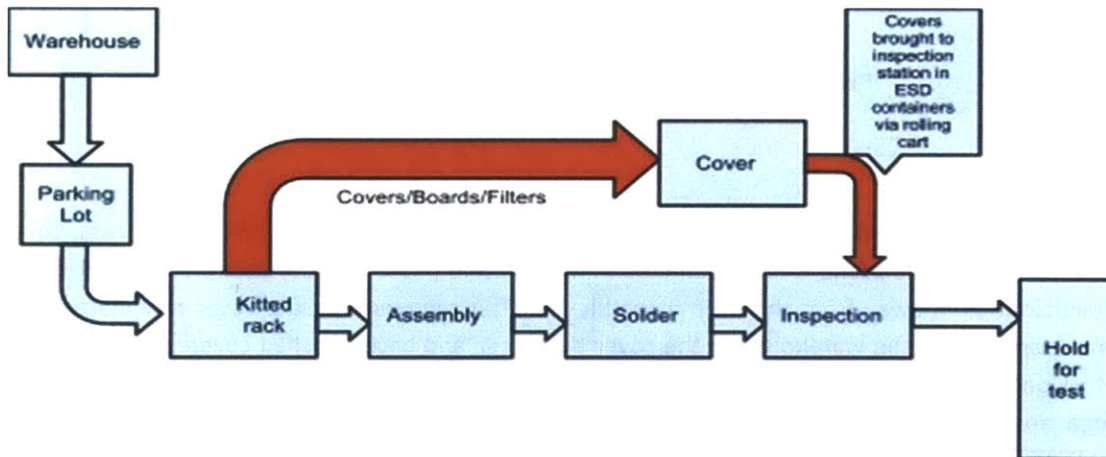 Warehouse
Parking
Lot
Covers/Boards/Filters
Cover
Covers
brought to
inspection
station in
ESD
containers
via rolling
cart
Kitted
rack
Assembly
Solder
Inspection
Hold
for
test